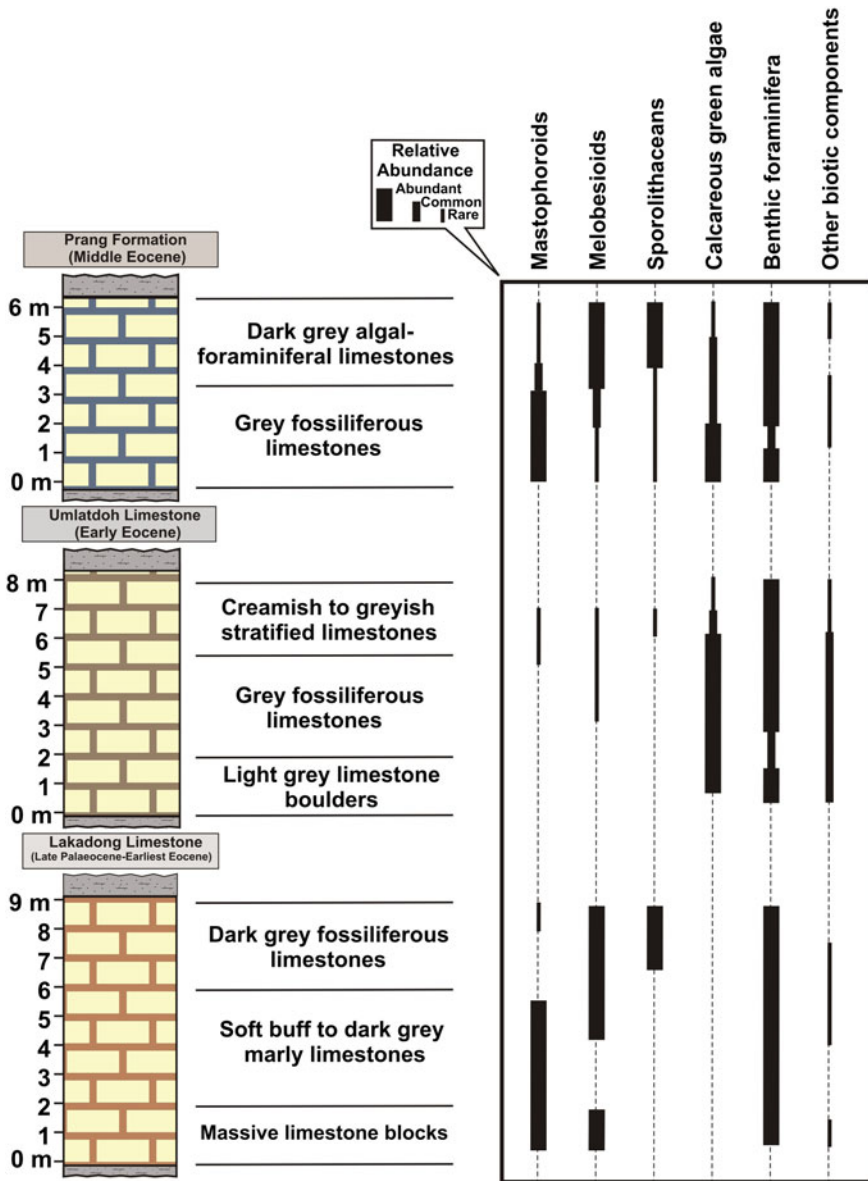 Relative
Abundance
Abundant
Common
Rare
Mastophoroids
Melobesioids
Sporolithaceans
Calcareous green algae
Benthic foraminifera
Other biotic components
Prang Formation
(Middle Eocene)
6 m
5
4
3
2
1
0 m
Dark grey algal-
foraminiferal limestones
Grey fossiliferous
limestones
Umlatdoh Limestone
(Early Eocene)
8 m
7
6
5
4
3
2
1
0 m
Creamish to greyish
stratified limestones
Grey fossiliferous
limestones
Light grey limestone
boulders
Lakadong Limestone
(Late Palaeocene-Earliest Eocene)
9 m
8
7
6
5
4
3
2
1
0 m
Dark grey fossiliferous
limestones
Soft buff to dark grey
marly limestones
Massive limestone blocks